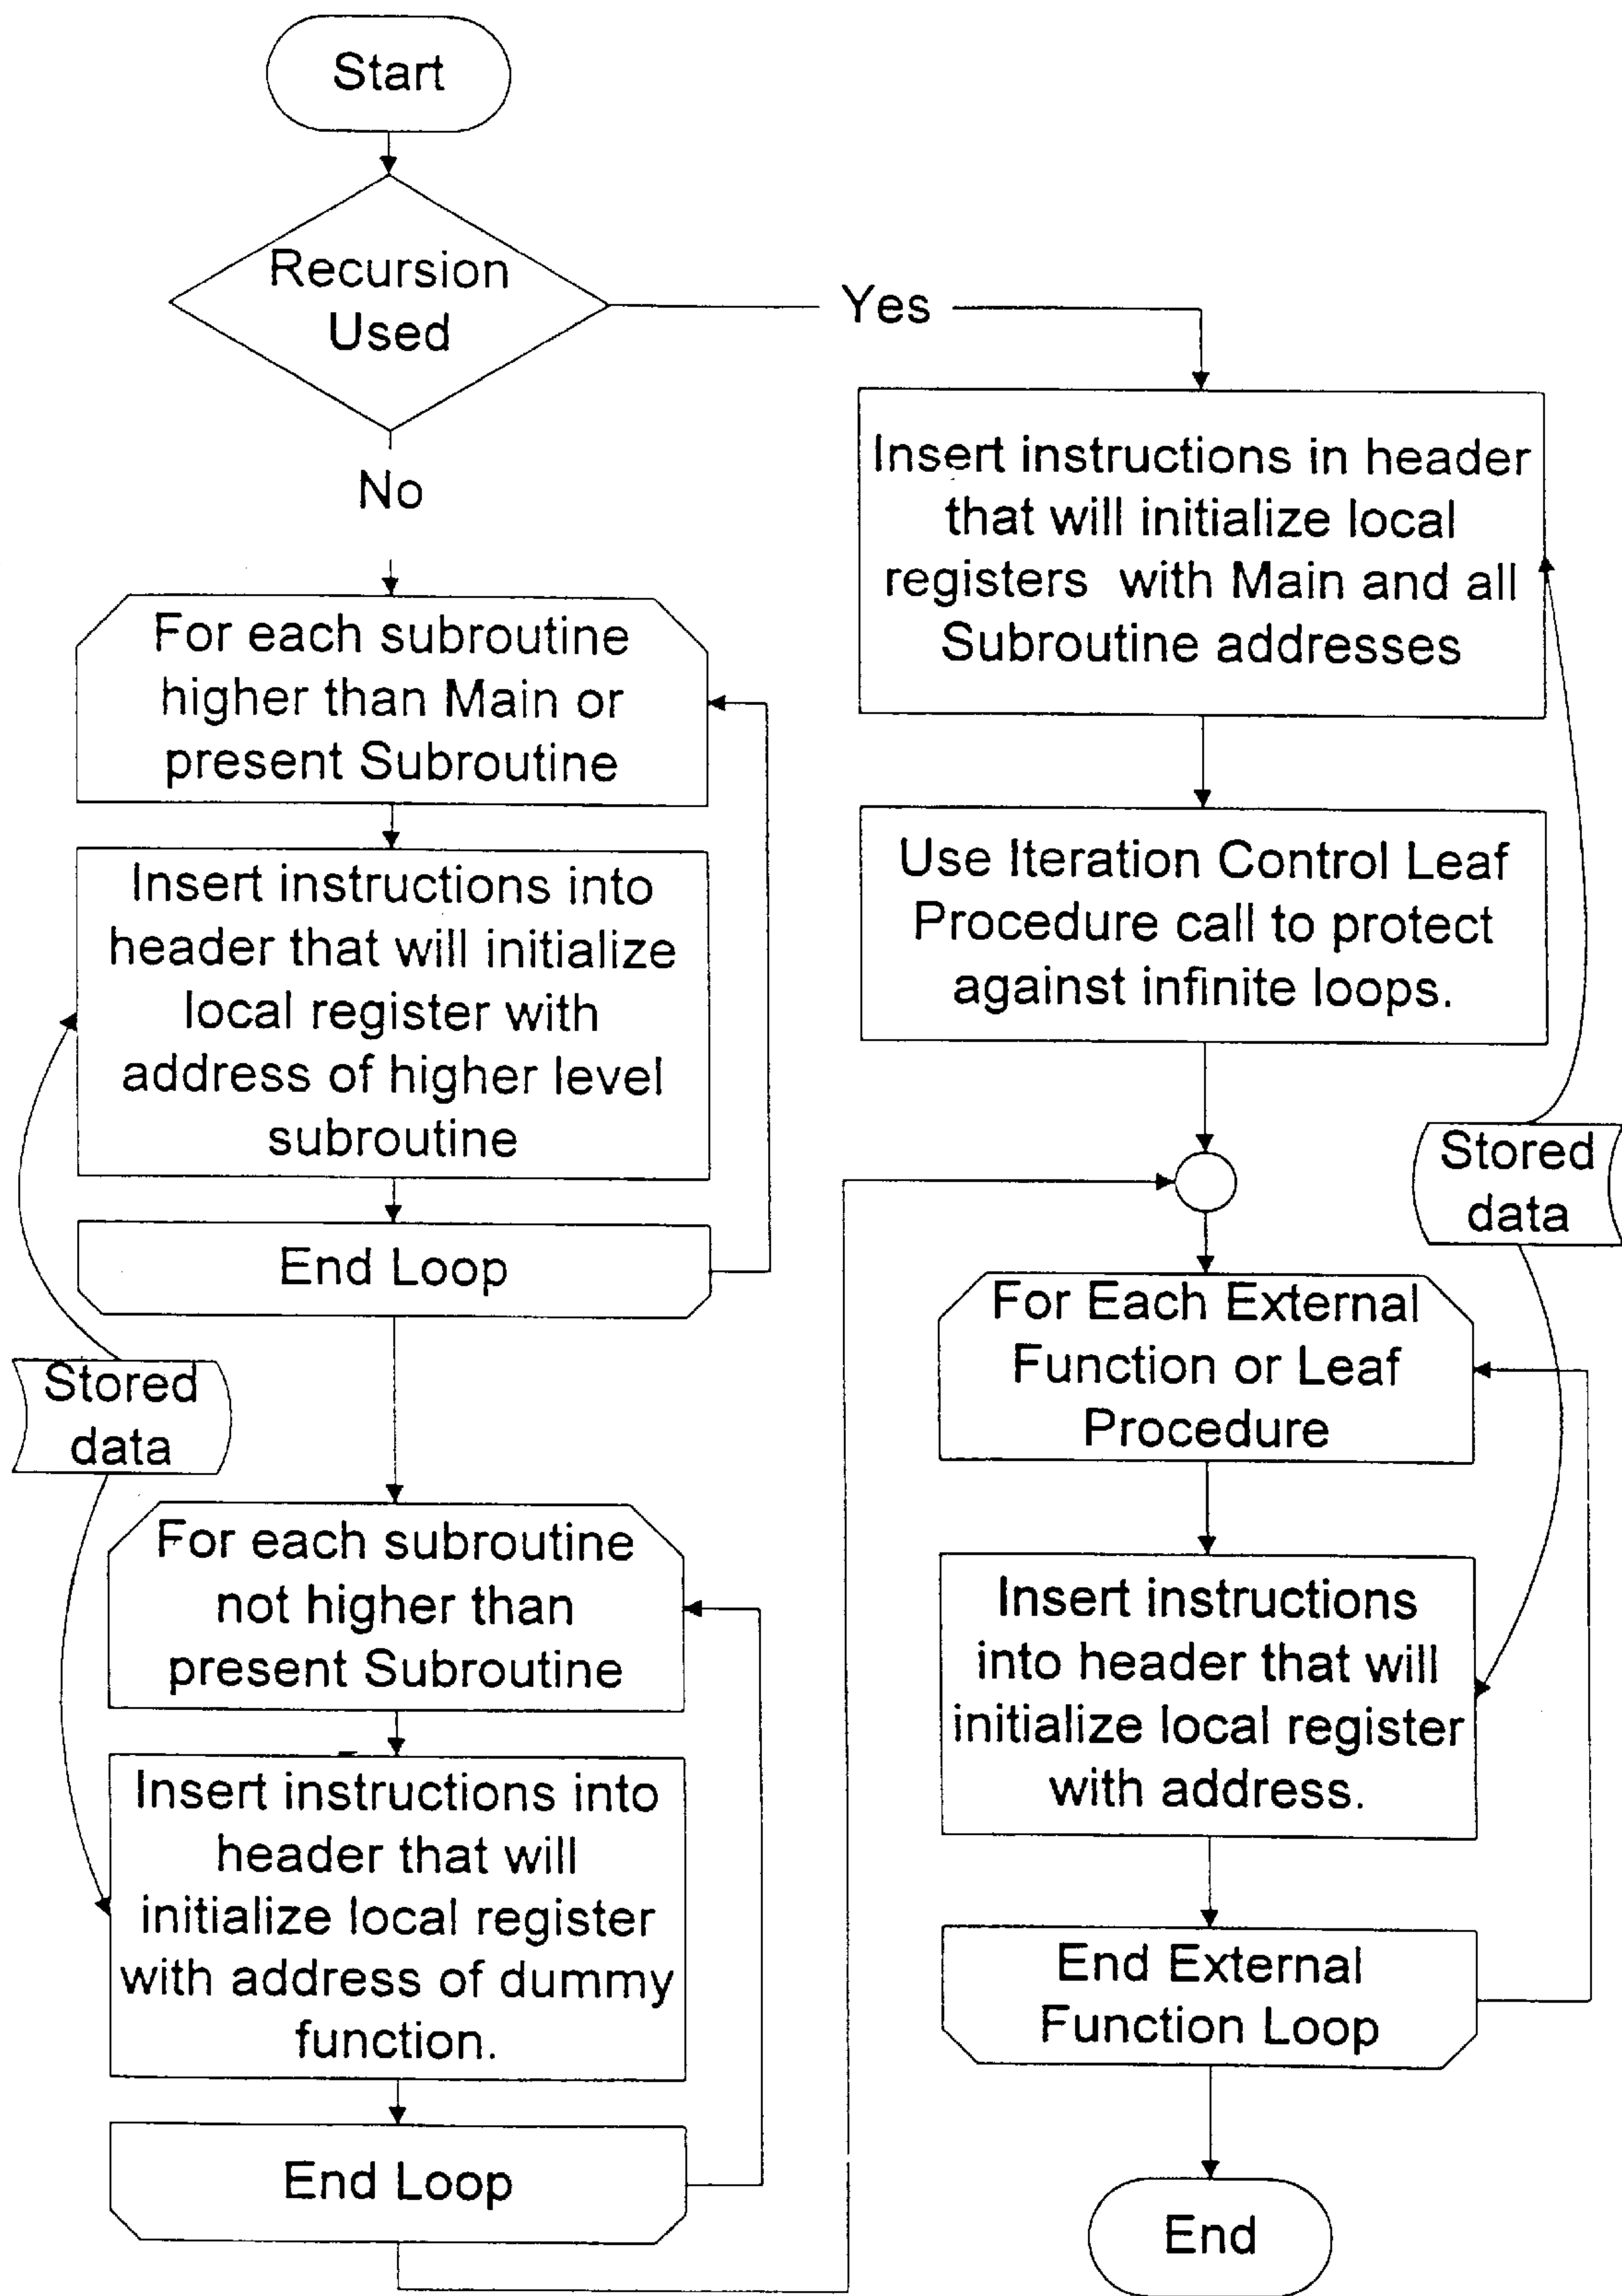 Start
Recursion
Used
Yes
No
For each subroutine
higher than Main or
present Subroutine
Insert instructions into
header that will initialize
local register with
address of higher level
subroutine
End Loop
Stored
data
For each subroutine
not higher than
present Subroutine
Insert instructions into
header that will
initialize local register
with address of dummy
function.
End Loop
Insert instructions in header
that will initialize local
registers with Main and all
Subroutine addresses
Use Iteration Control Leaf
Procedure call to protect
against infinite loops.
Stored
data
For Each External
Function or Leaf
Procedure
Insert instructions
into header that will
initialize local register
with address.
End External
Function Loop
End